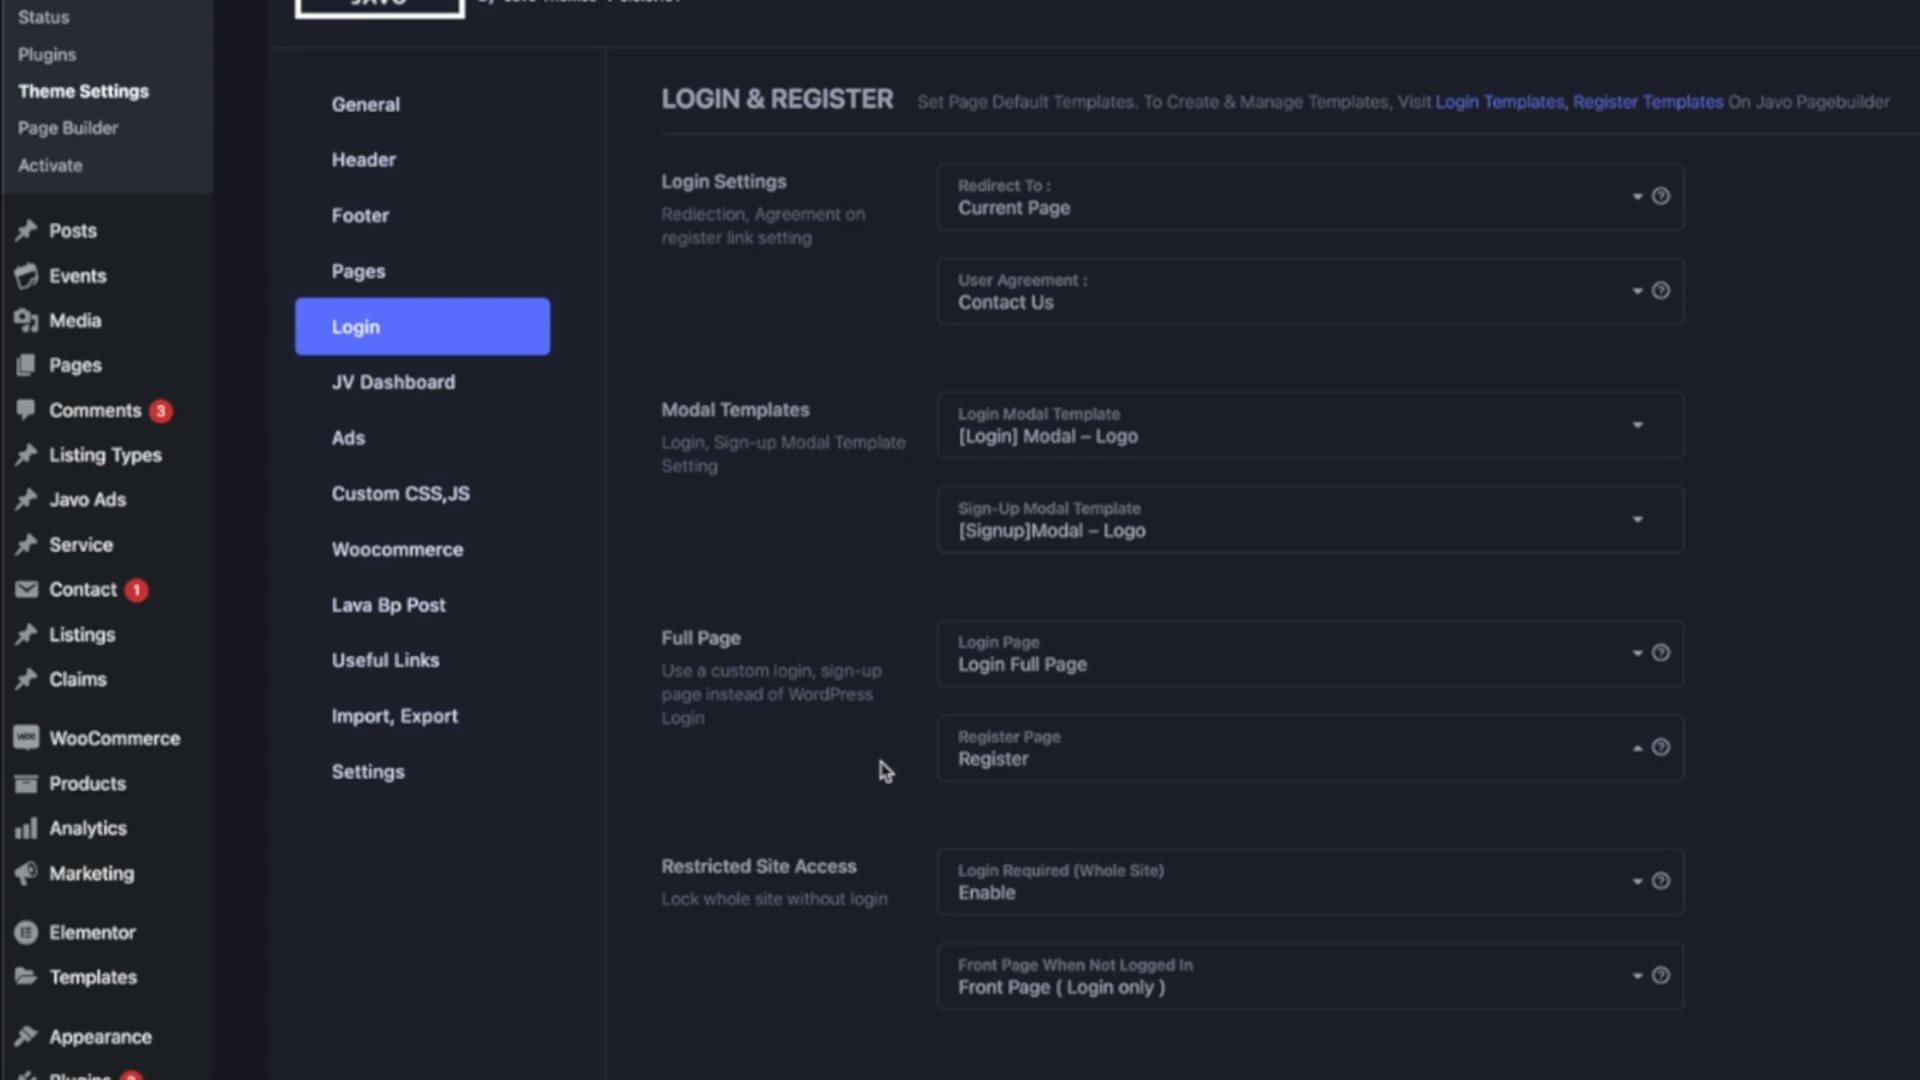 Status
Plugins
Theme Settings
Page Builder
Activate
Posts
Events
Media
Pages
Comments 3
Listing Types
Javo Ads
Service
Contact 1
Listings
Claims
WooCommerce
Products
Analytics
Marketing
Elementor
Templates
Appearance
Plugins
JAVO
General
Header
Footer
Pages
Login
JV Dashboard
Ads
Custom CSS,JS
Woocommerce
Lava Bp Post
Useful Links
Import, Export
Settings
LOGIN & REGISTER Set Page Default Templates. To Create & Manage Templates, Visit Login Templates, Register Templates On Javo Pagebuilder
Login Settings
Rediection, Agreement on
register link setting
Redirect To :
Current Page
User Agreement :
Contact Us
Modal Templates
Login, Sign-up Modal Template
Setting
Login Modal Template
[Login] Modal – Logo
Sign-Up Modal Template
[Signup]Modal – Logo
Full Page
Use a custom login, sign-up
page instead of WordPress
Login
Login Page
Login Full Page
Register Page
Register
Restricted Site Access
Lock whole site without login
Login Required (Whole Site)
Enable
Front Page When Not Logged In
Front Page ( Login only )